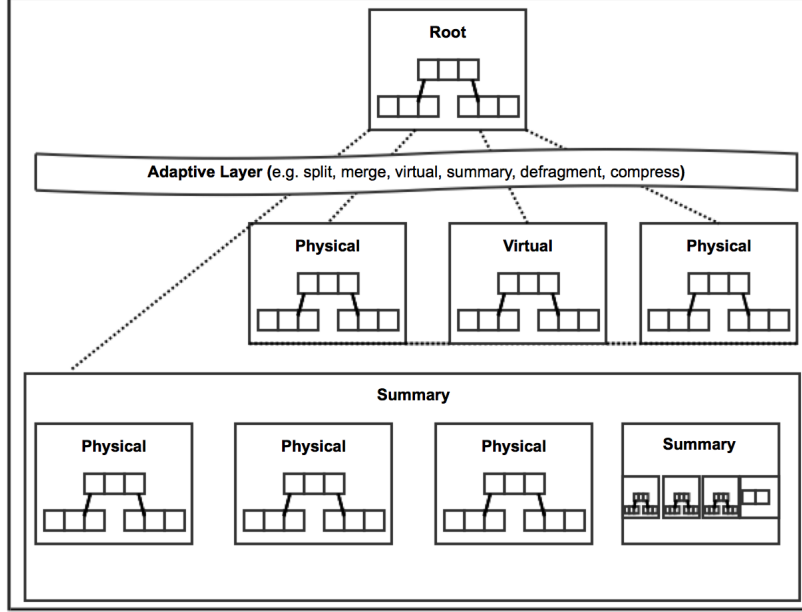 Root
Adaptive Layer (e.g. split, merge, virtual, summary, defragment, compress)
Physical
Virtual
Physical
Summary
Physical
Physical
Physical
Summary